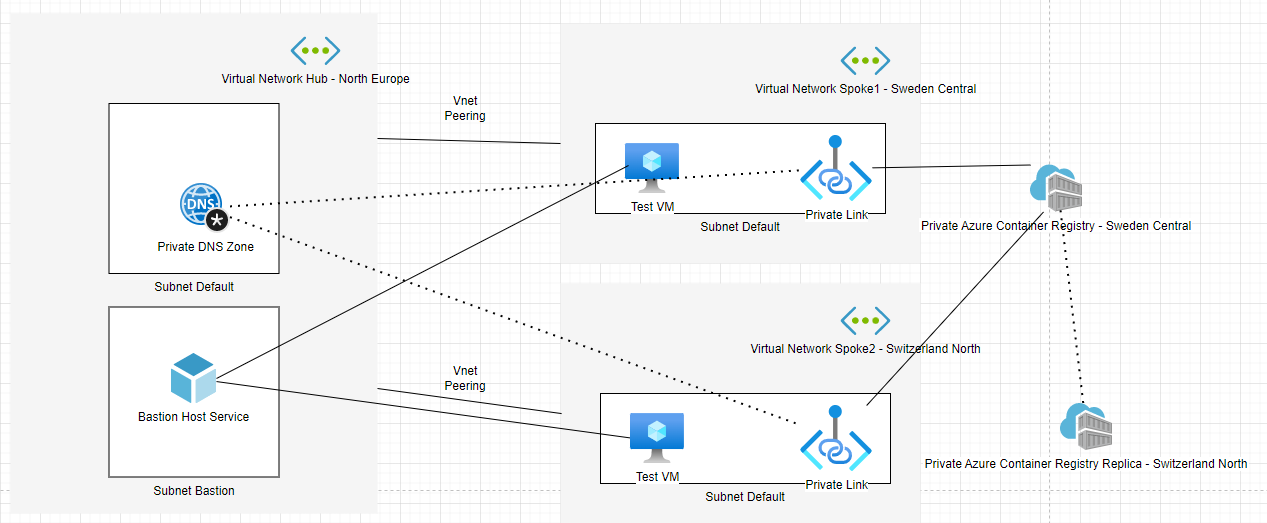 Virtual Network Hub - North Europe
DNS
*
Private DNS Zone
Subnet Default
Bastion Host Service
Subnet Bastion
Vnet
Peering
Vnet
Peering
Virtual Network Spoke1 - Sweden Central
Test VM
Private Link
Subnet Default
Virtual Network Spoke2 - Switzerland North
Test VM
Private Link
Subnet Default
Private Azure Container Registry - Sweden Central
Private Azure Container Registry Replica - Switzerland North